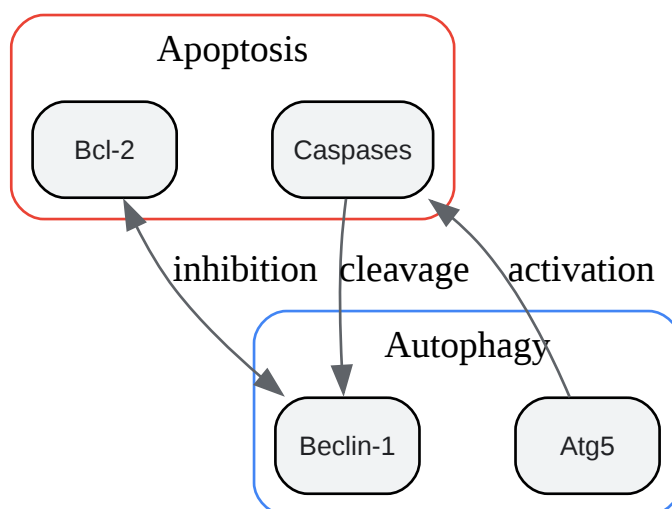 Apoptosis
Bcl-2
Caspases
inhibition
cleavage
activation
Autophagy
Beclin-1
Atg5